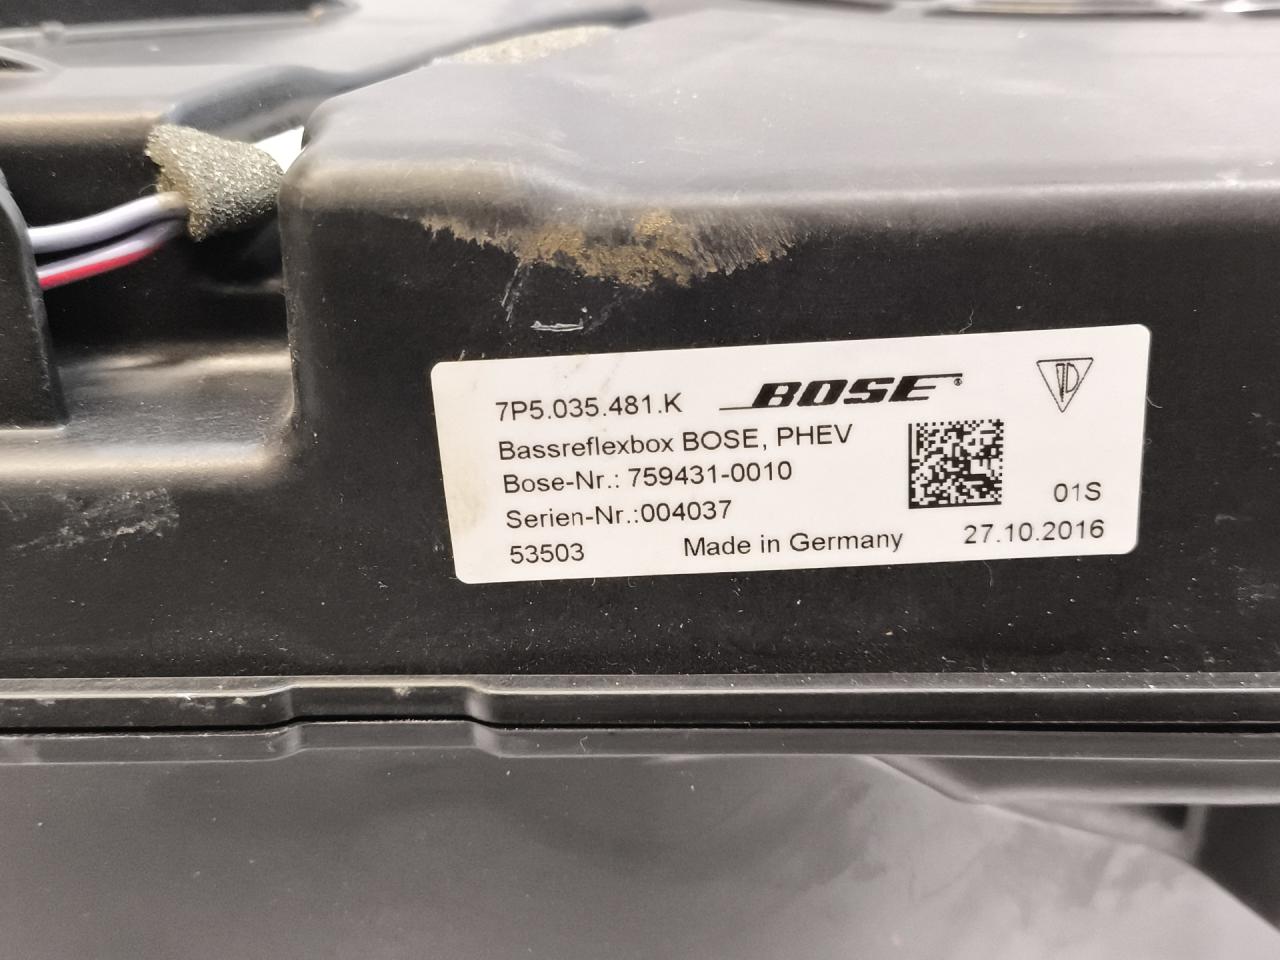 7P5.035.481.K BOSE®
Bassreflexbox BOSE, PHEV
Bose-Nr.: 759431-0010
Serien-Nr.:004037 01S
53503 Made in Germany 27.10.2016